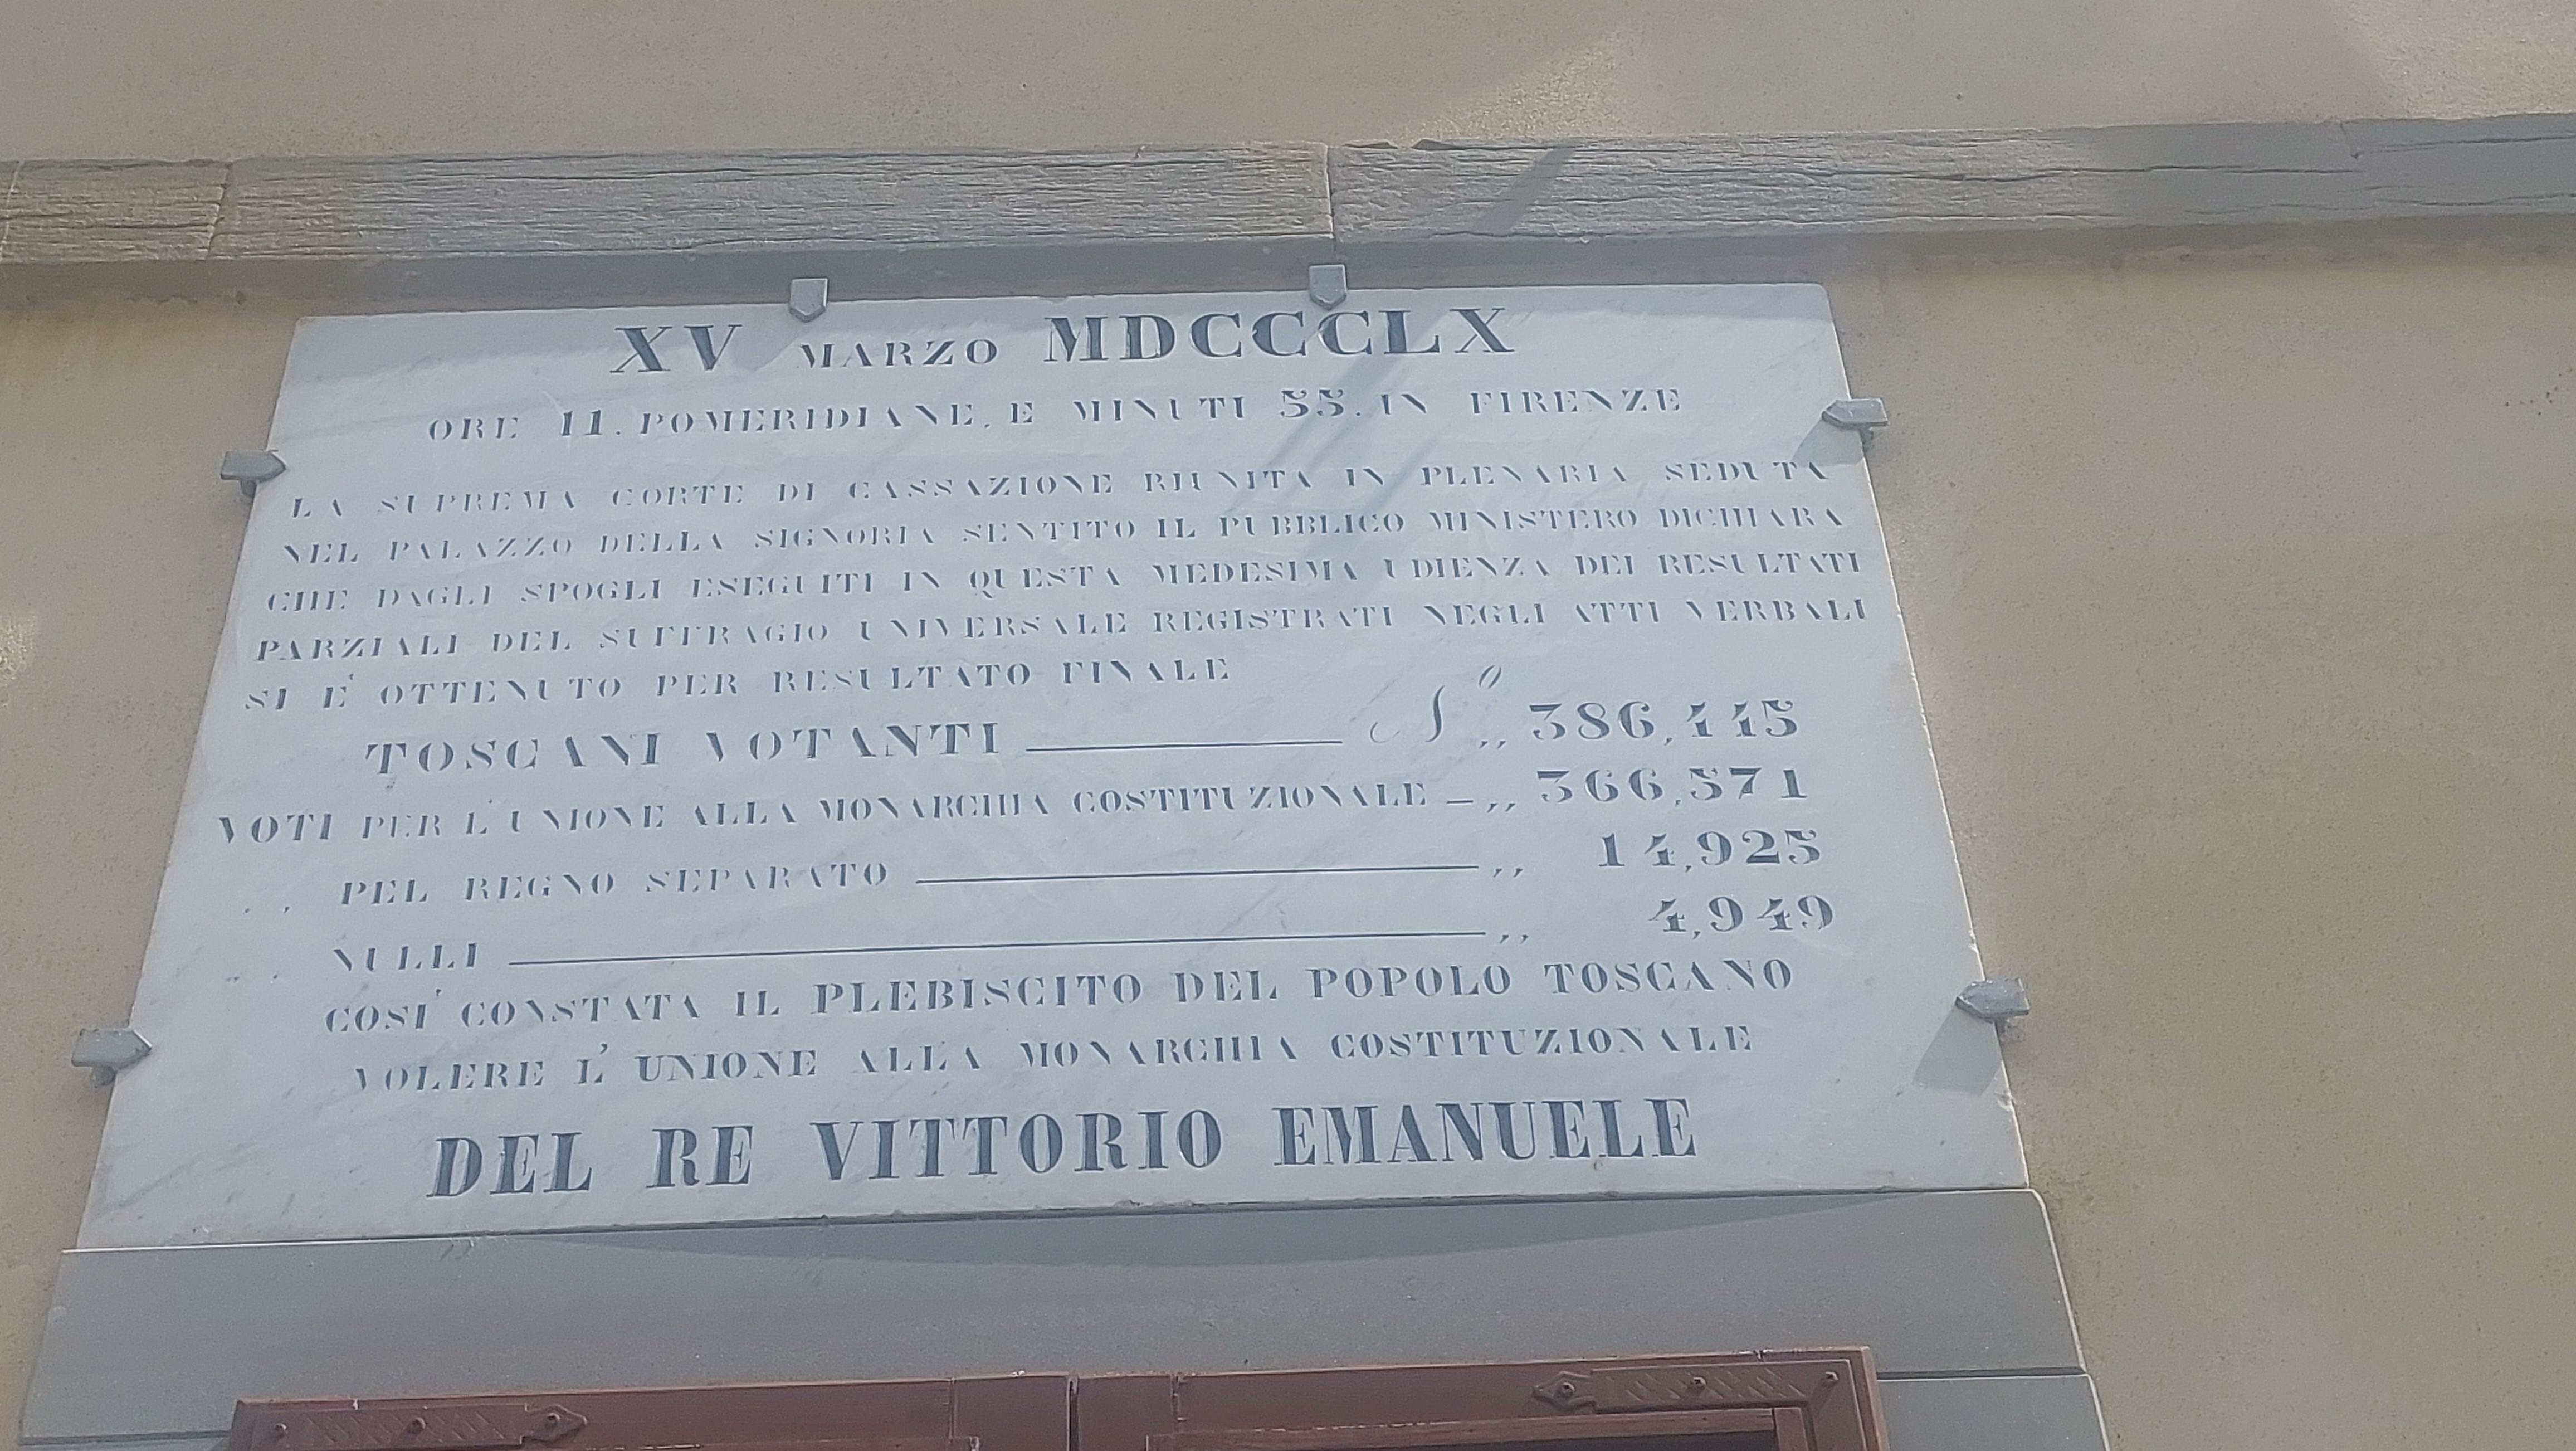 XV MARZO MDCCCLX
ORE 11. POMERIDIANE. E MINUTI 55. IN FIRENZE
LA SUPREMA CORTE DI CASSAZIONE RIUNITA IN PLENARIA SEDUTA
NEL PALAZZO DELLA SIGNORIA SENTITO IL PUBBLICO MINISTERO DICHIARA
CHE DAGLI SPOGLI ESEGUITI IN QUESTA MEDESIMA UDIENZA DEI RESULTATI
PARZIALI DEL SUFFRAGIO UNIVERSALE REGISTRATI NEGLI ATTI VERBALI
SI E' OTTENUTO PER RESULTATO FINALE
TOSCANI VOTANTI ——— N.º ,, 386,445
VOTI PER L'UNIONE ALLA MONARCHIA COSTITUZIONALE — ,, 366,571
,, PEL REGNO SEPARATO ——— ,, 14,925
,, NULLI ——— ,, 4,949
COSI' CONSTATA IL PLEBISCITO DEL POPOLO TOSCANO
VOLERE L'UNIONE ALLA MONARCHIA COSTITUZIONALE
DEL RE VITTORIO EMANUELE